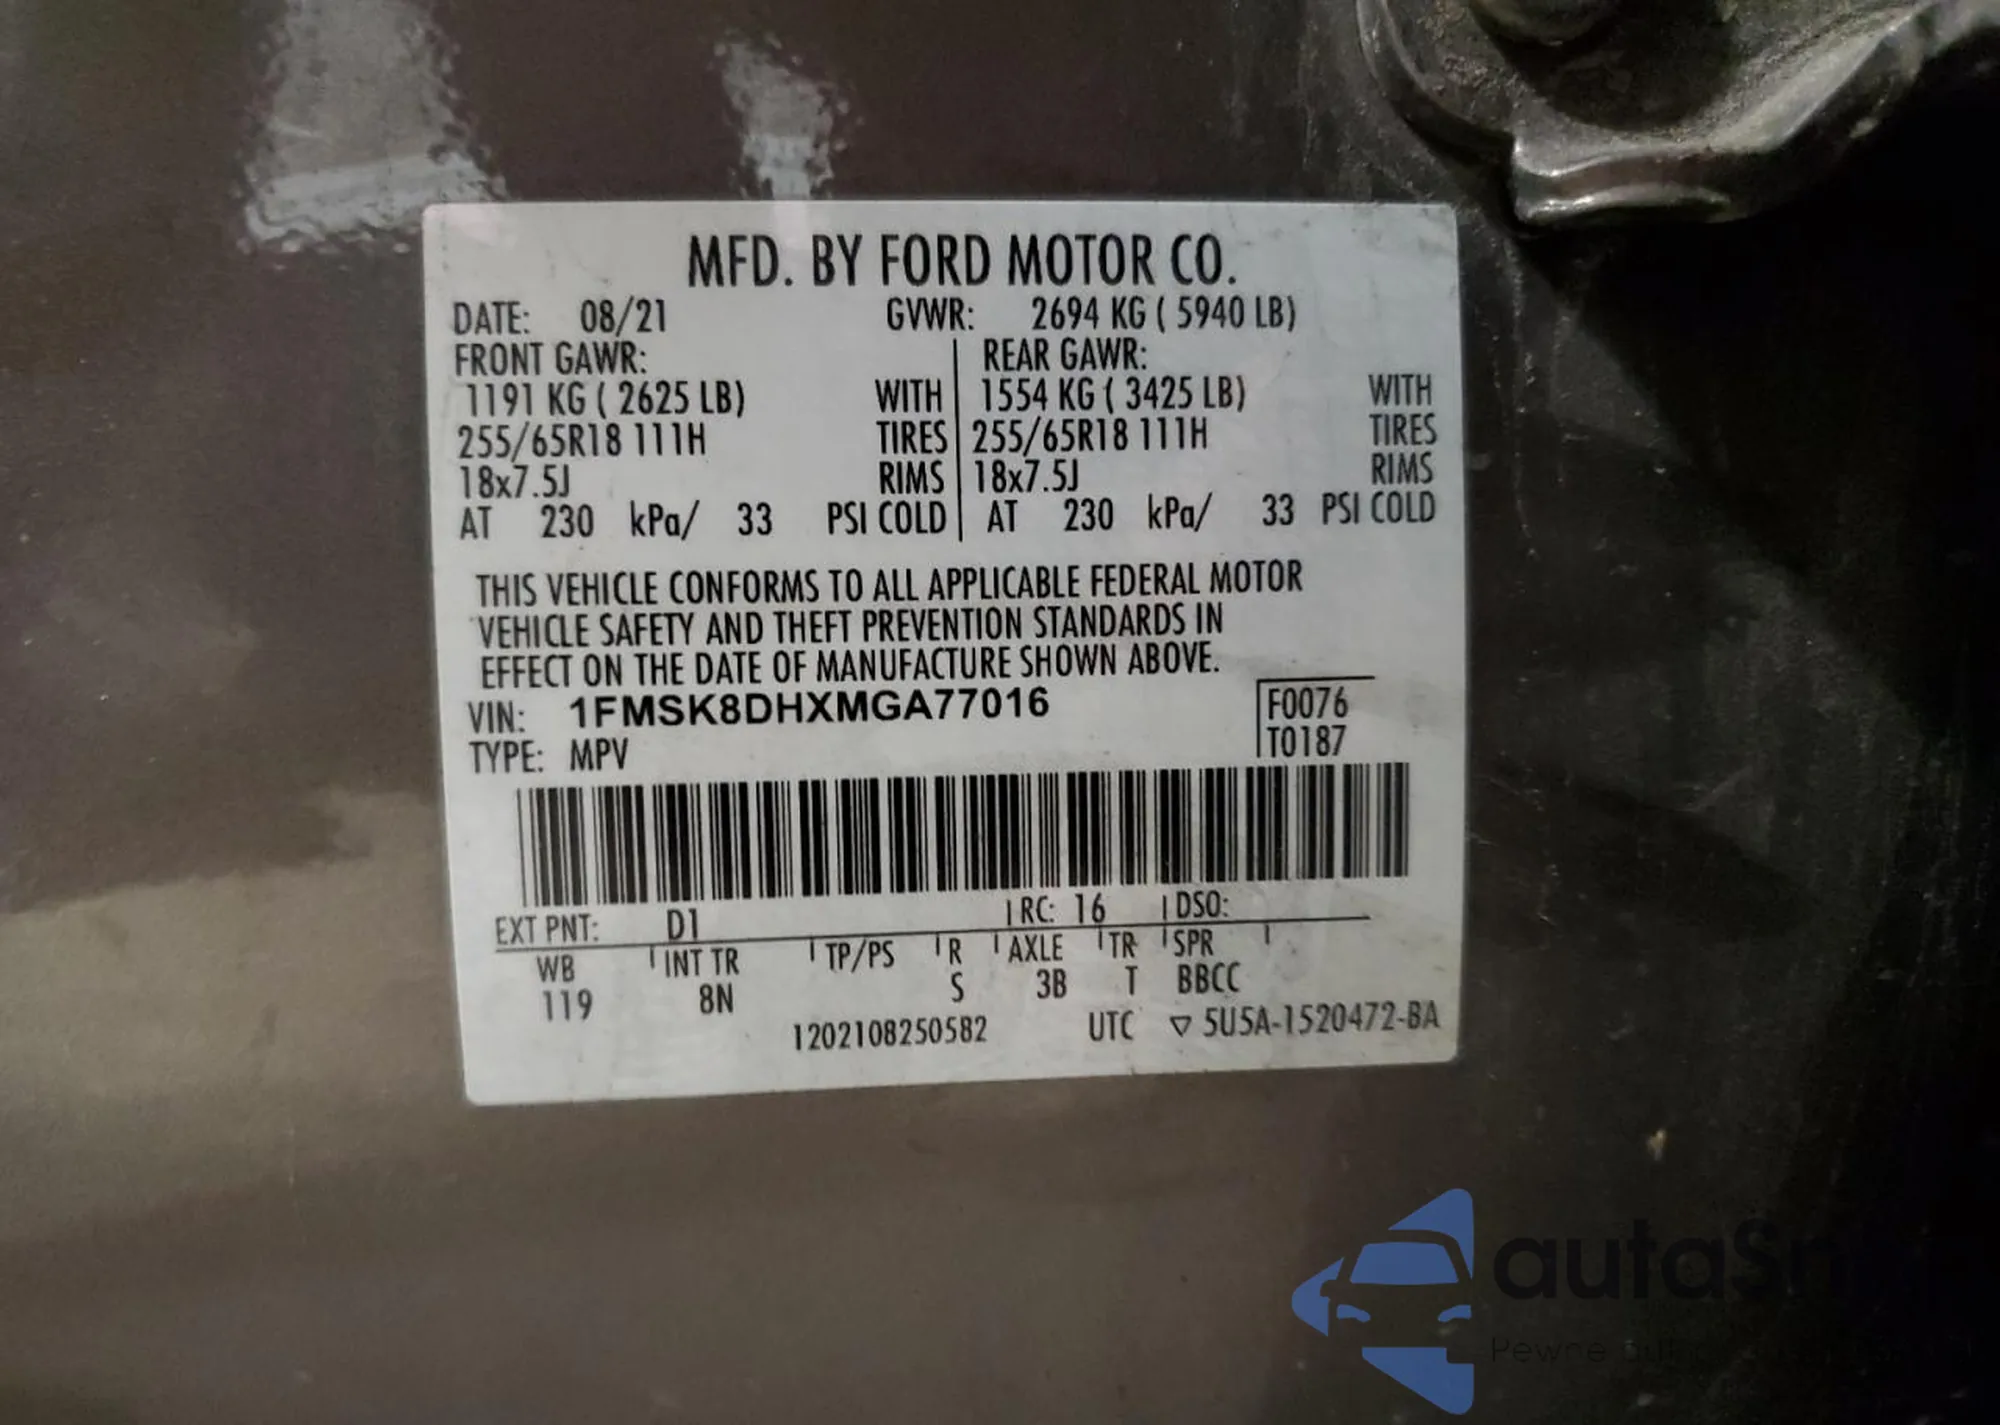 MFD. BY FORD MOTOR CO.
DATE: 08/21 GVWR: 2694 KG ( 5940 LB)
FRONT GAWR: REAR GAWR:
1191 KG ( 2625 LB) WITH 1554 KG ( 3425 LB) WITH
255/65R18 111H TIRES 255/65R18 111H TIRES
18x7.5J RIMS 18x7.5J RIMS
AT 230 kPa/ 33 PSI COLD AT 230 kPa/ 33 PSI COLD
THIS VEHICLE CONFORMS TO ALL APPLICABLE FEDERAL MOTOR
VEHICLE SAFETY AND THEFT PREVENTION STANDARDS IN
EFFECT ON THE DATE OF MANUFACTURE SHOWN ABOVE.
VIN: 1FMSK8DHXMGA77016 F0076
TYPE: MPV T0187
EXT PNT: D1 RC: 16 DSO:
WB INT TR TP/PS R AXLE TR SPR
119 8N S 3B T BBCC
1202108250582 UTC ▽ 5U5A-1520472-BA
Pewne